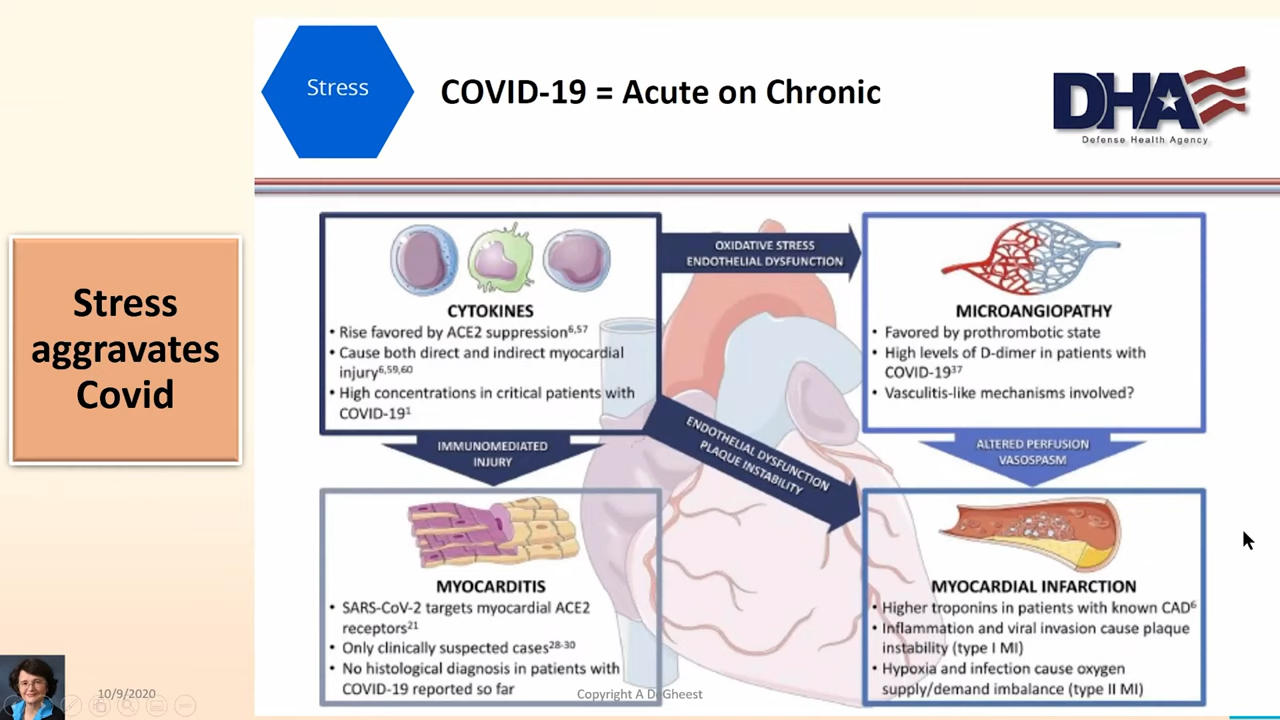 Stress
COVID-19 = Acute on Chronic
DHA
Defense Health Agency
Stress
aggravates
Covid
CYTOKINES
• Rise favored by ACE2 suppression6,57
• Cause both direct and indirect myocardial
injury6,59,60
• High concentrations in critical patients with
COVID-191
OXIDATIVE STRESS
ENDOTHELIAL DYSFUNCTION
MICROANGIOPATHY
• Favored by prothrombotic state
• High levels of D-dimer in patients with
COVID-1937
• Vasculitis-like mechanisms involved?
IMMUNOMEDIATED
INJURY
ENDOTHELIAL DYSFUNCTION
PLAQUE INSTABILITY
ALTERED PERFUSION
VASOSPASM
MYOCARDITIS
• SARS-CoV-2 targets myocardial ACE2
receptors21
• Only clinically suspected cases28-30
• No histological diagnosis in patients with
COVID-19 reported so far
MYOCARDIAL INFARCTION
• Higher troponins in patients with known CAD6
• Inflammation and viral invasion cause plaque
instability (type I MI)
• Hypoxia and infection cause oxygen
supply/demand imbalance (type II MI)
10/9/2020
Copyright A DeGheest